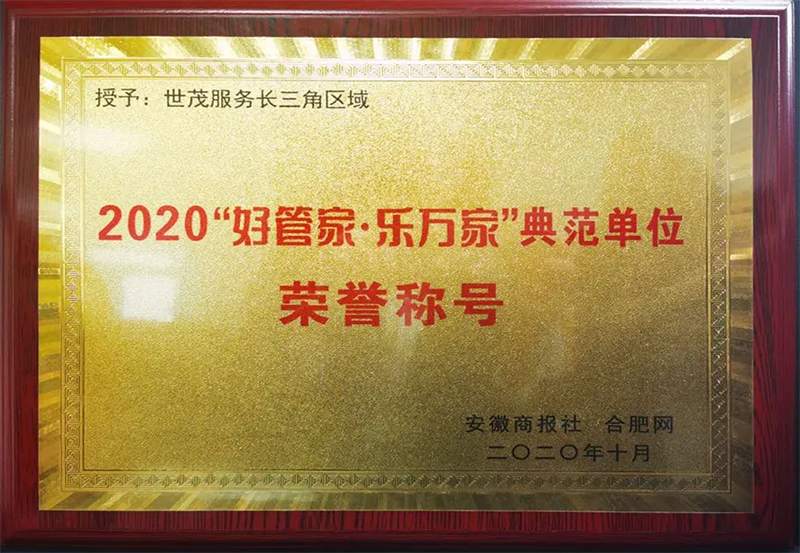 授予：世茂服务长三角区域
2020“好管家·乐万家”典范单位
荣誉称号
安徽商报社 合肥网
二〇二〇年十月